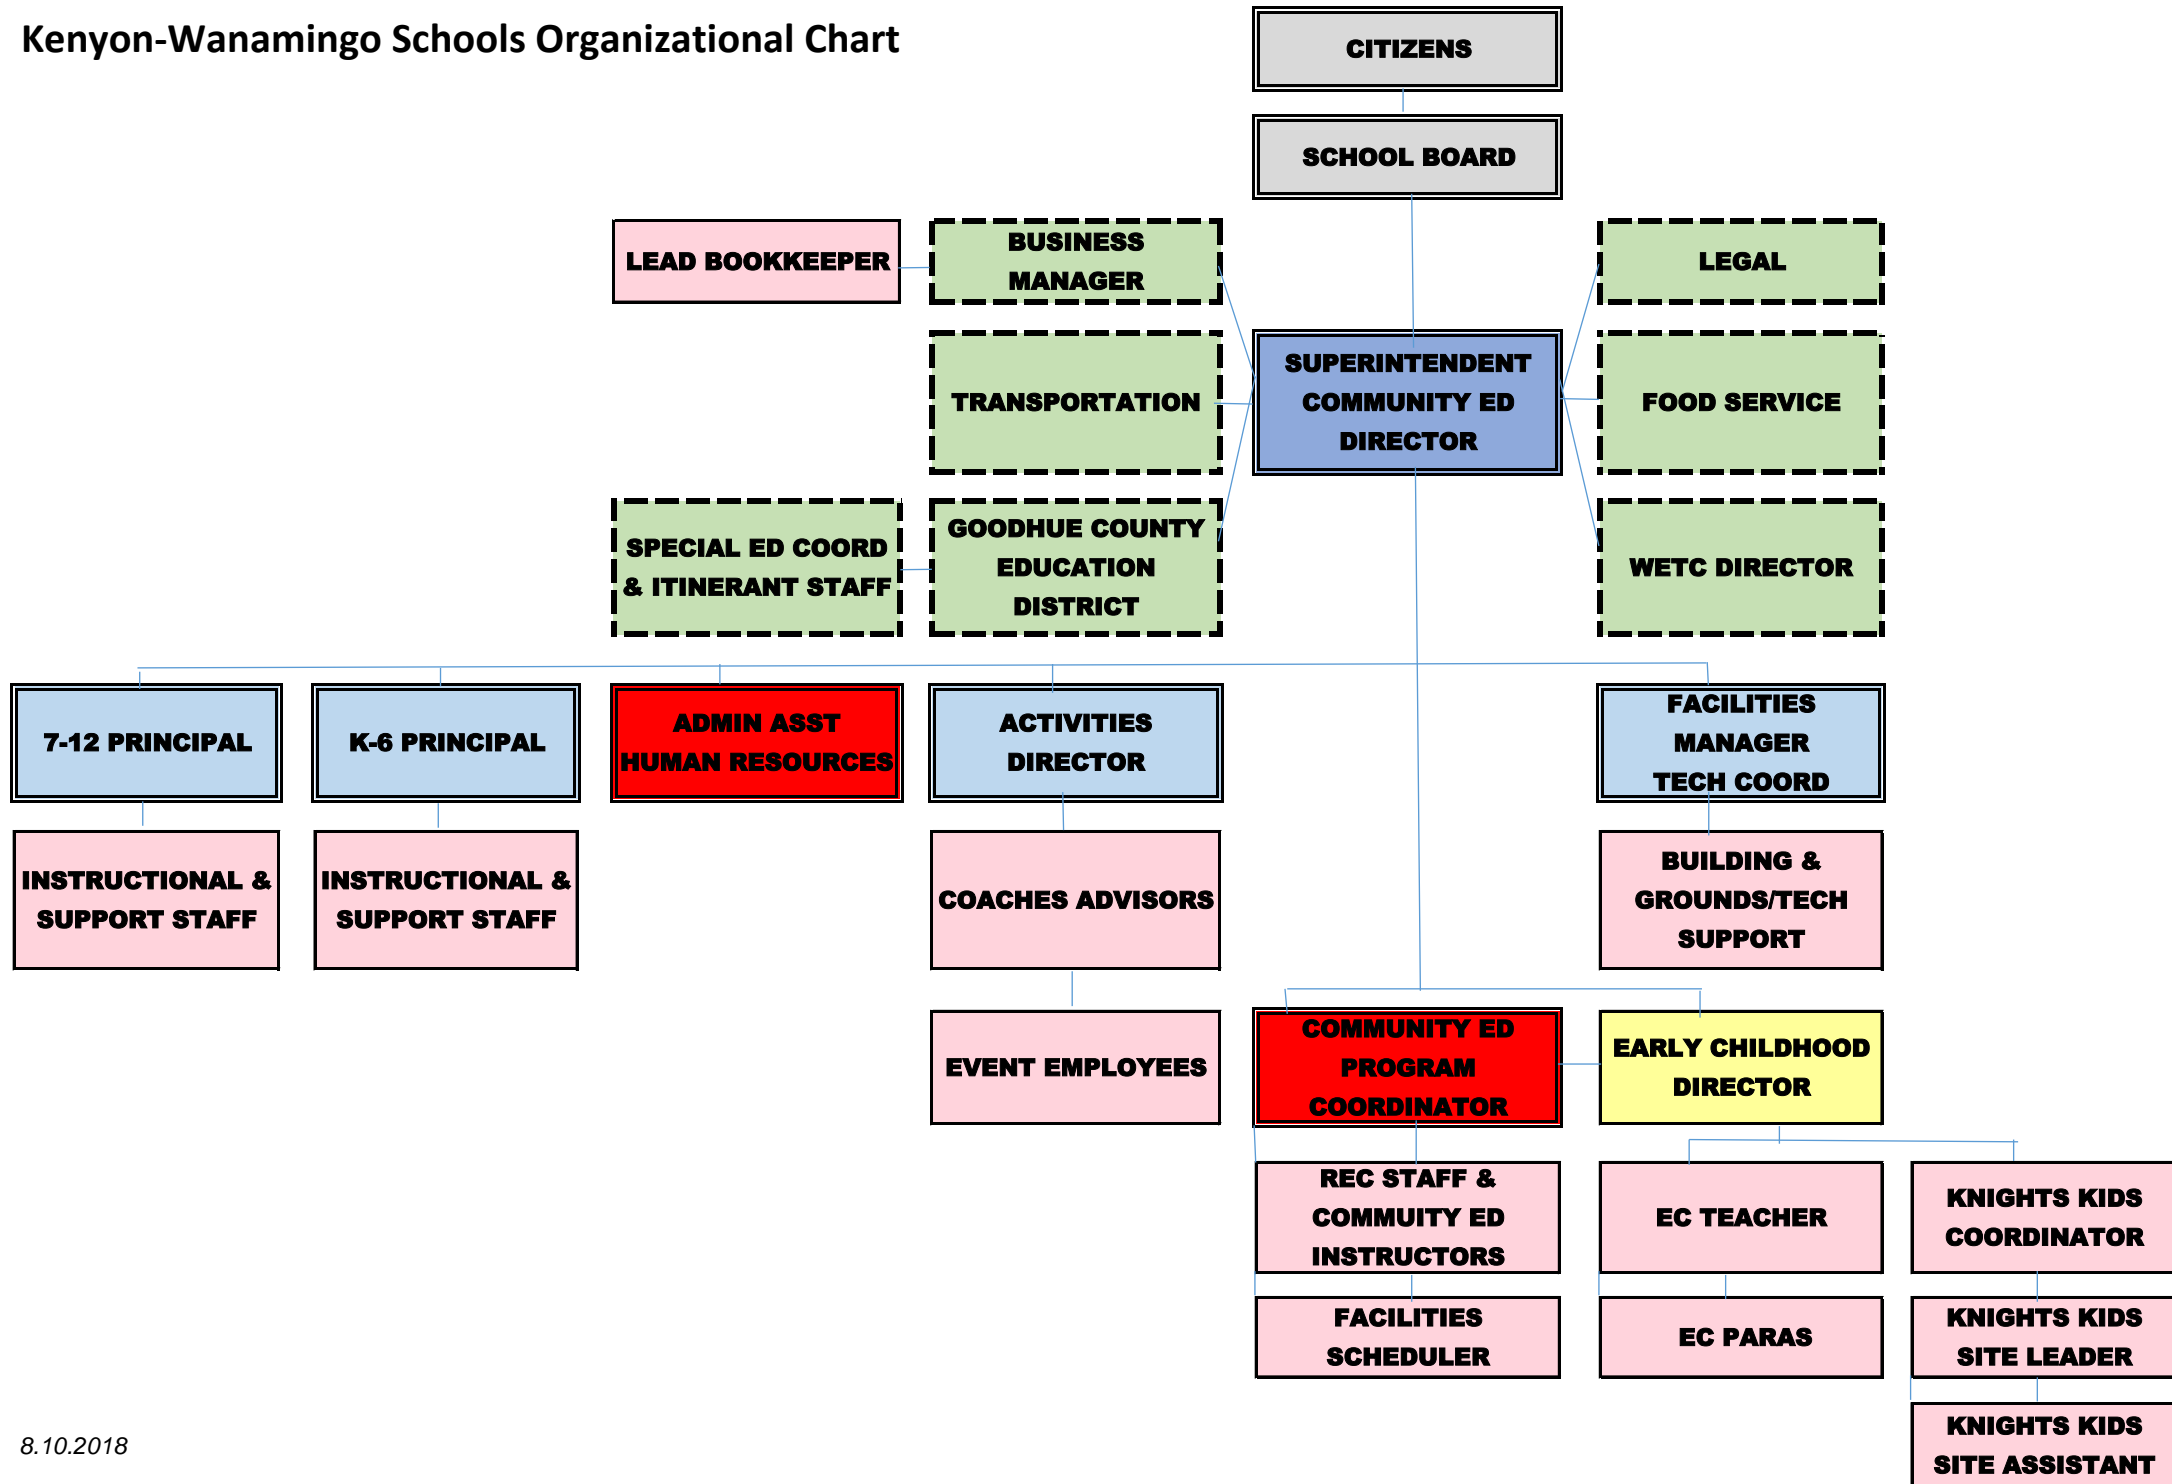 Kenyon-Wanamingo Schools Organizational Chart
CITIZENS
SCHOOL BOARD
LEAD BOOKKEEPER
BUSINESS
MANAGER
LEGAL
TRANSPORTATION
SUPERINTENDENT
COMMUNITY ED
DIRECTOR
FOOD SERVICE
SPECIAL ED COORD
& ITINERANT STAFF
GOODHUE COUNTY
EDUCATION
DISTRICT
WETC DIRECTOR
7-12 PRINCIPAL
K-6 PRINCIPAL
ADMIN ASST
HUMAN RESOURCES
ACTIVITIES
DIRECTOR
FACILITIES
MANAGER
TECH COORD
INSTRUCTIONAL &
SUPPORT STAFF
INSTRUCTIONAL &
SUPPORT STAFF
COACHES ADVISORS
BUILDING &
GROUNDS/TECH
SUPPORT
EVENT EMPLOYEES
COMMUNITY ED
PROGRAM
COORDINATOR
EARLY CHILDHOOD
DIRECTOR
REC STAFF &
COMMUITY ED
INSTRUCTORS
EC TEACHER
KNIGHTS KIDS
COORDINATOR
FACILITIES
SCHEDULER
EC PARAS
KNIGHTS KIDS
SITE LEADER
KNIGHTS KIDS
SITE ASSISTANT
8.10.2018